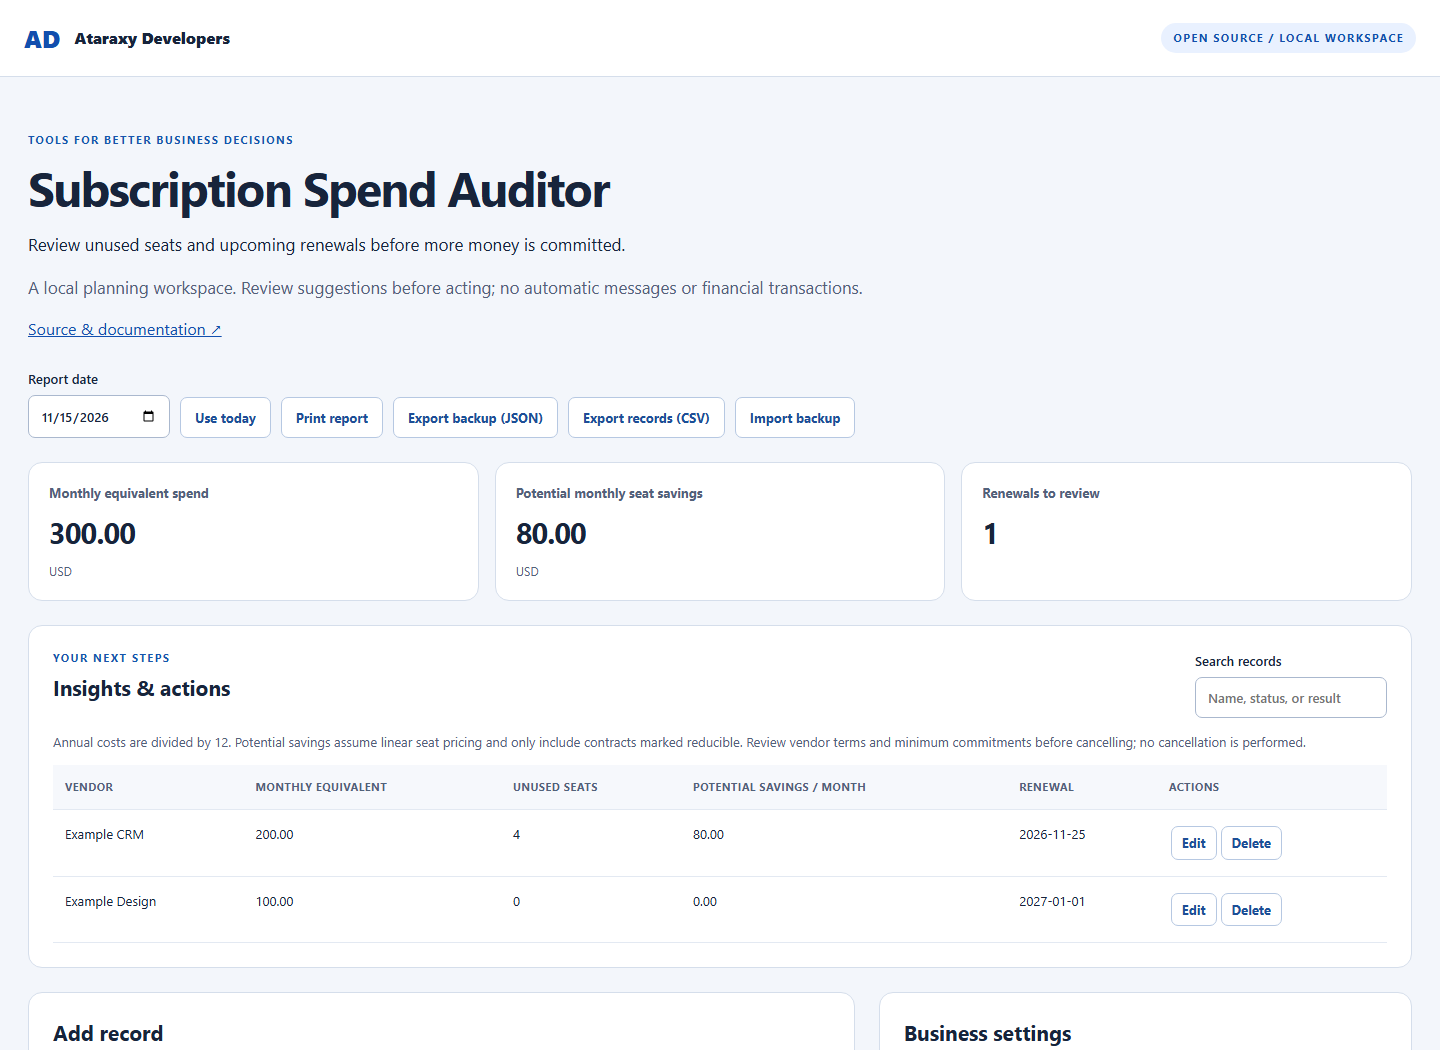 AD Ataraxy Developers
OPEN SOURCE / LOCAL WORKSPACE
TOOLS FOR BETTER BUSINESS DECISIONS
Subscription Spend Auditor
Review unused seats and upcoming renewals before more money is committed.
A local planning workspace. Review suggestions before acting; no automatic messages or financial transactions.
Source & documentation ↗
Report date
11/15/2026 Use today Print report Export backup (JSON) Export records (CSV) Import backup
Monthly equivalent spend
300.00
USD
Potential monthly seat savings
80.00
USD
Renewals to review
1
YOUR NEXT STEPS
Insights & actions
Search records
Name, status, or result
Annual costs are divided by 12. Potential savings assume linear seat pricing and only include contracts marked reducible. Review vendor terms and minimum commitments before cancelling; no cancellation is performed.
VENDOR MONTHLY EQUIVALENT UNUSED SEATS POTENTIAL SAVINGS / MONTH RENEWAL ACTIONS
Example CRM 200.00 4 80.00 2026-11-25 Edit Delete
Example Design 100.00 0 0.00 2027-01-01 Edit Delete
Add record
Business settings